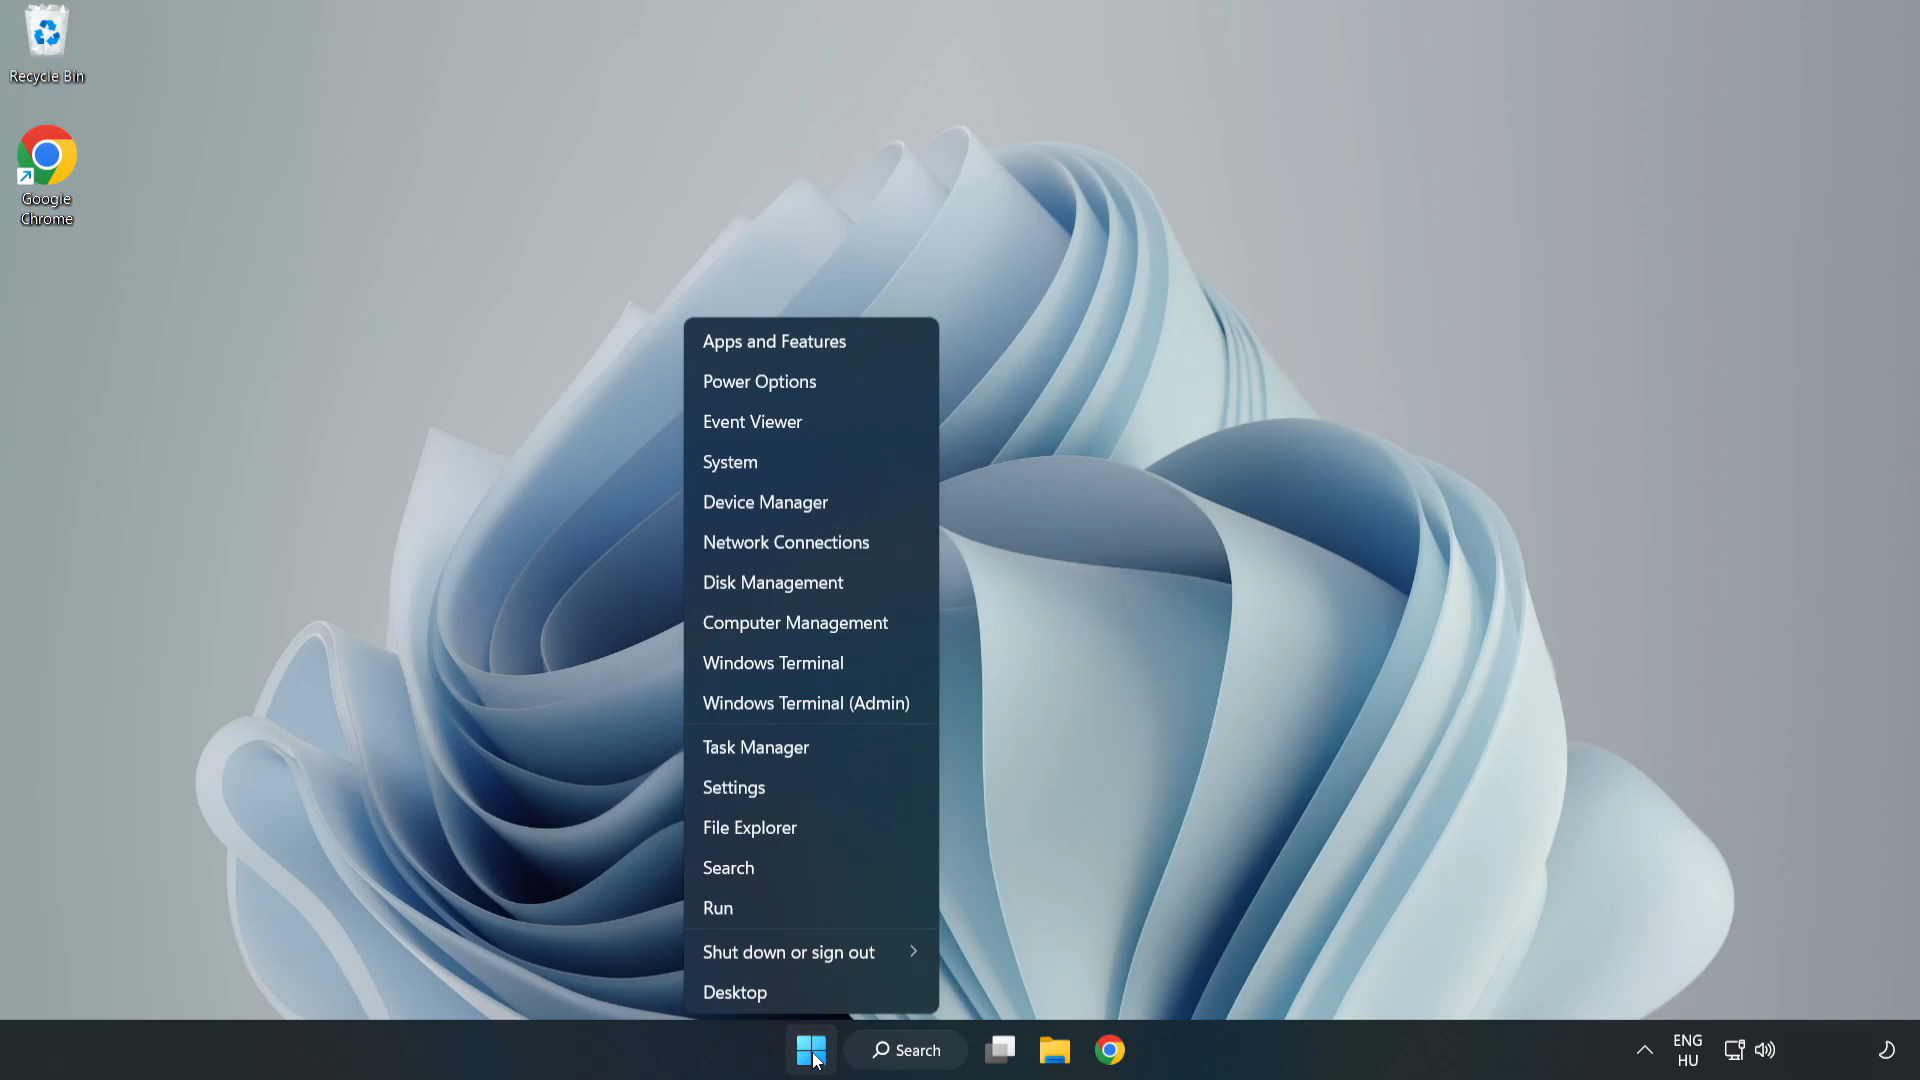 Recycle Bin
Google
Chrome
Apps and Features
Power Options
Event Viewer
System
Device Manager
Network Connections
Disk Management
Computer Management
Windows Terminal
Windows Terminal (Admin)
Task Manager
Settings
File Explorer
Search
Run
Shut down or sign out
Desktop
Search
ENG
HU